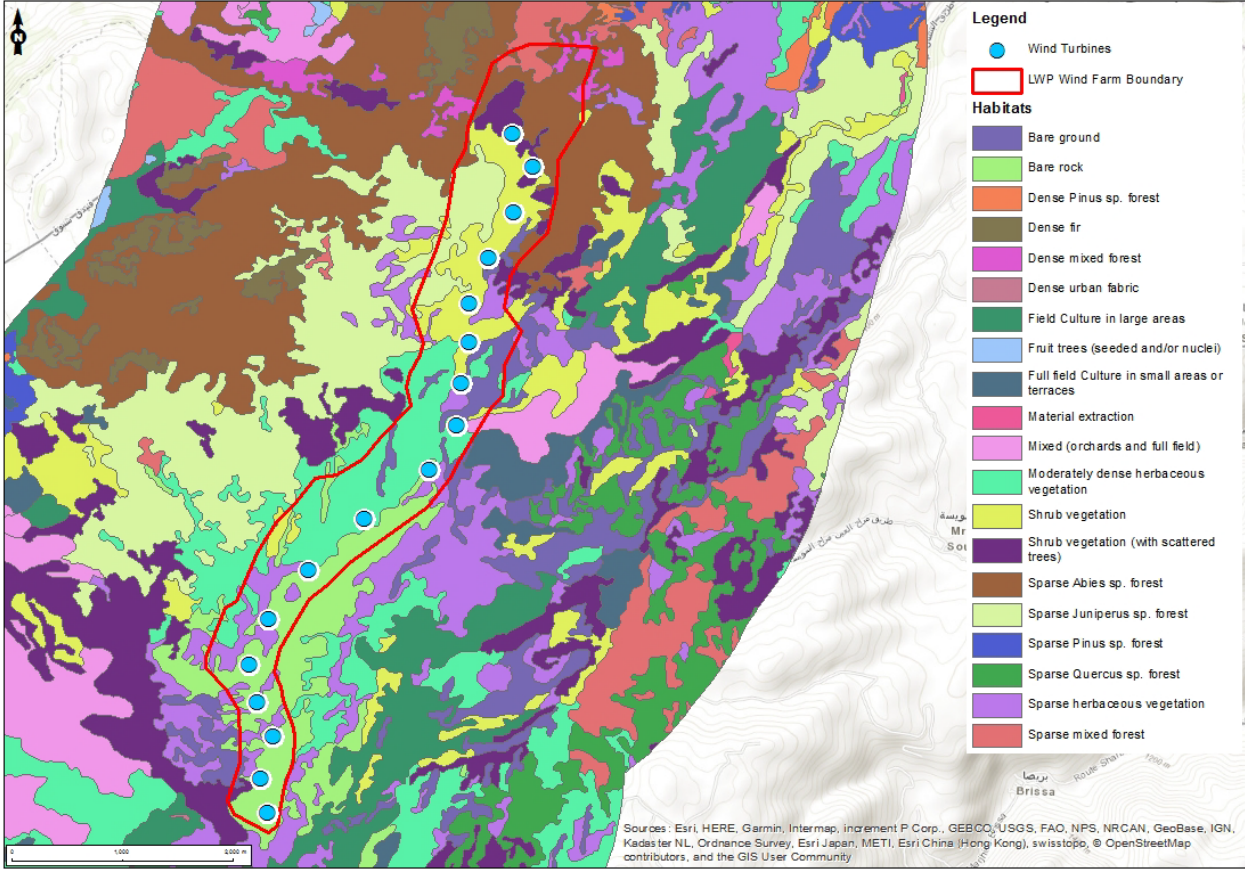 N
Legend
Wind Turbines
LWP Wind Farm Boundary
Habitats
Bare ground
Bare rock
Dense Pinus sp. forest
Dense fir
Dense mixed forest
Dense urban fabric
Field Culture in large areas
Fruit trees (seeded and/or nuclei)
Full field Culture in small areas or
terraces
Material extraction
Mixed (orchards and full field)
Moderately dense herbaceous
vegetation
Shrub vegetation
Shrub vegetation (with scattered
trees)
Sparse Abies sp. forest
Sparse Juniperus sp. forest
Sparse Pinus sp. forest
Sparse Quercus sp. forest
Sparse herbaceous vegetation
Sparse mixed forest
Mr
Sou
بريصا
Brissa
Route
1200 m
0 1,000 2,000 m
Sources: Esri, HERE, Garmin, Intermap, increment P Corp., GEBCO, USGS, FAO, NPS, NRCAN, GeoBase, IGN,
Kadaster NL, Ordnance Survey, Esri Japan, METI, Esri China (Hong Kong), swisstopo, © OpenStreetMap
contributors, and the GIS User Community